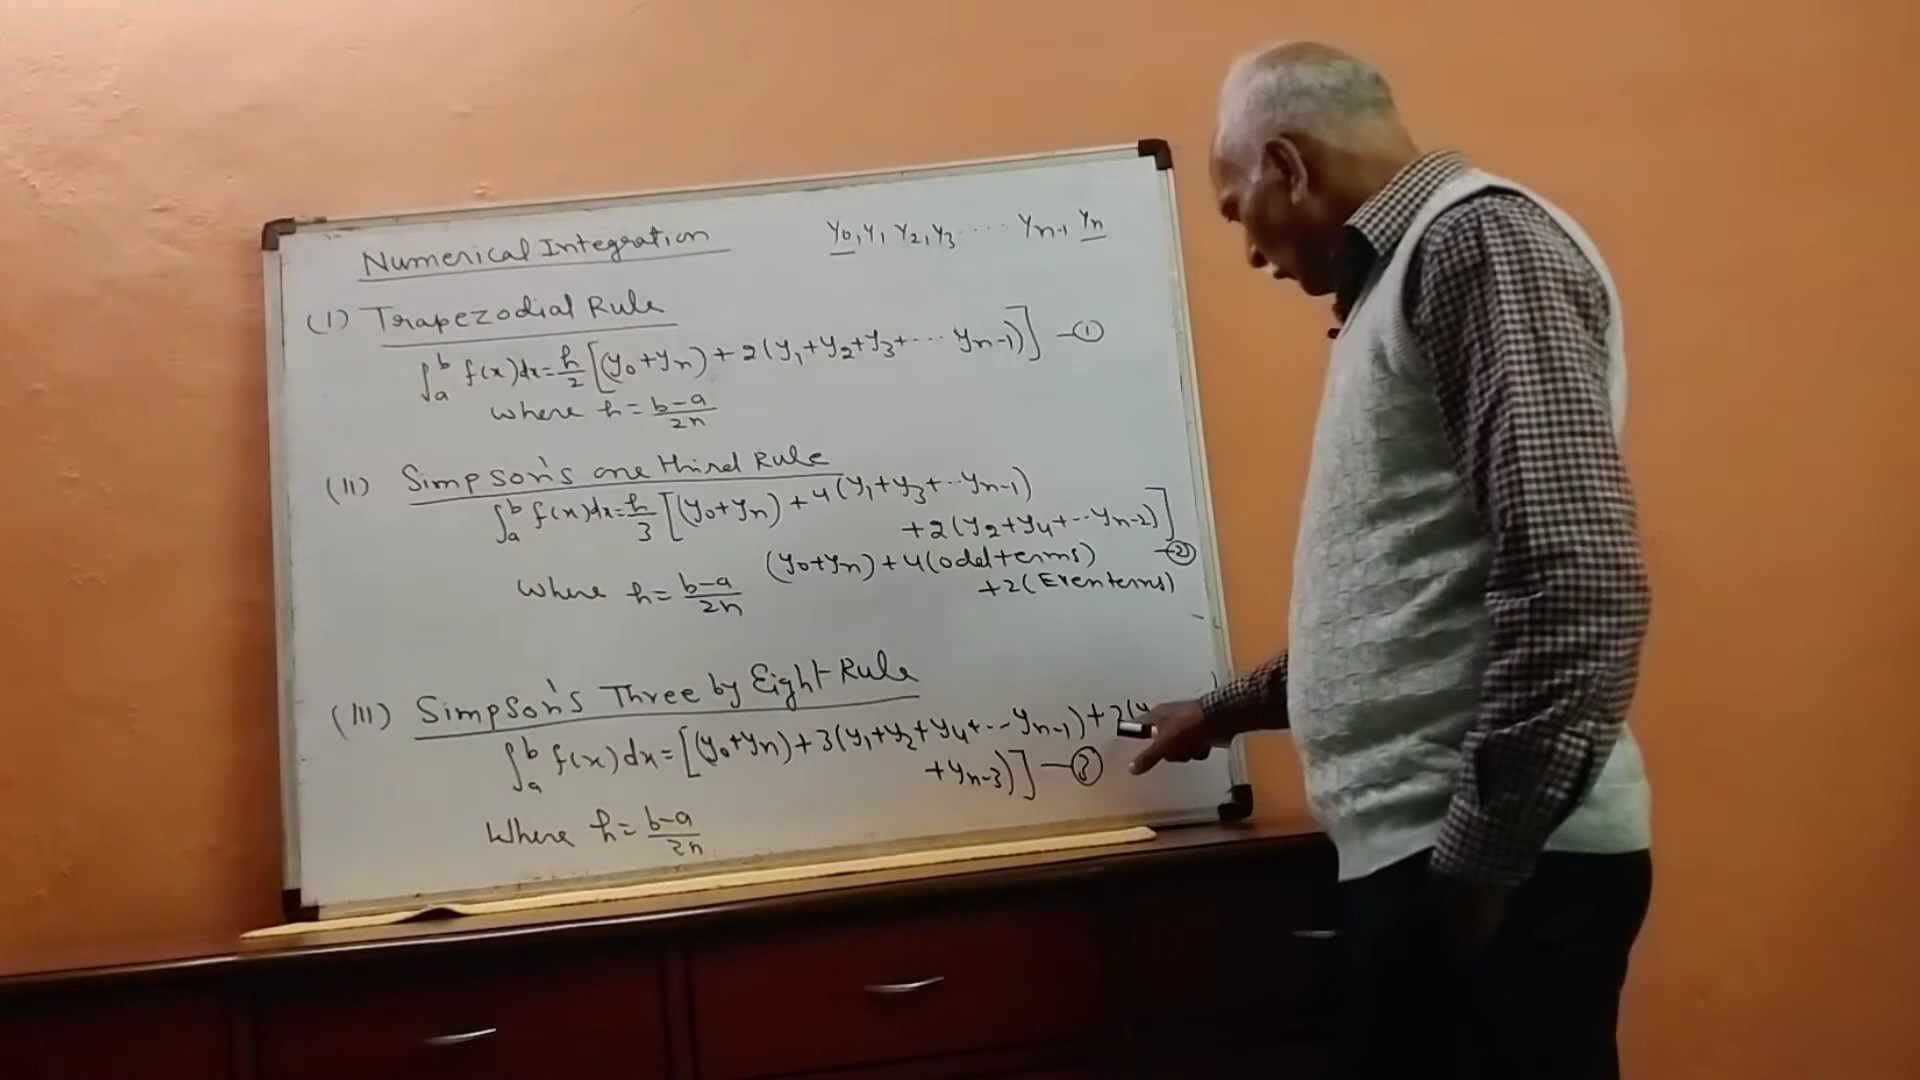 Numerical Integration
y₀, y₁ y₂, y₃ ···· yₙ₋₁ yₙ
(I) Trapezodial Rule
∫ₐᵇ f(x)dx = h/2 [(y₀+yₙ) + 2(y₁+y₂+y₃+··· yₙ₋₁)] —①
where h = b-a/2n
(II) Simpson's one third Rule
∫ₐᵇ f(x)dx = h/3 [(y₀+yₙ) + 4(y₁+y₃+··yₙ₋₁)
+2(y₂+y₄+··yₙ₋₂)]
(y₀+yₙ) + 4(odd terms) —②
+2(Even terms)
Where h = b-a/2n
(III) Simpson's Three by Eight Rule
∫ₐᵇ f(x)dx = [(y₀+yₙ) + 3(y₁+y₂+y₄+··yₙ₋₁) + 2(y
+yₙ₋₃)] —③
Where h = b-a/2n